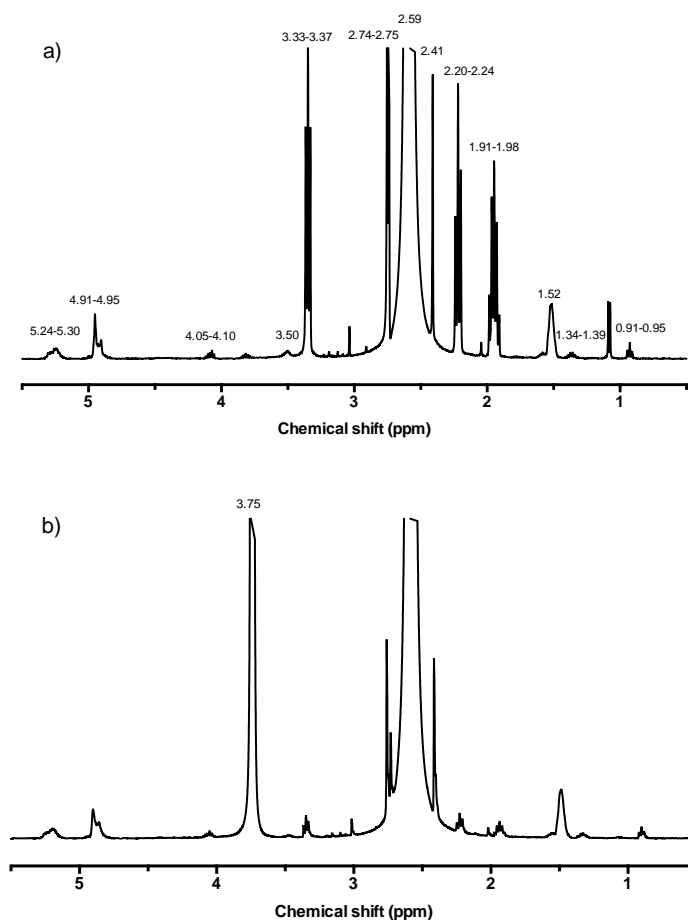 a)
2.59
3.33-3.37
2.74-2.75
2.41
2.20-2.24
1.91-1.98
4.91-4.95
5.24-5.30
4.05-4.10
3.50
1.52
1.34-1.39
0.91-0.95
5 4 3 2 1
Chemical shift (ppm)
b)
3.75
5 4 3 2 1
Chemical shift (ppm)